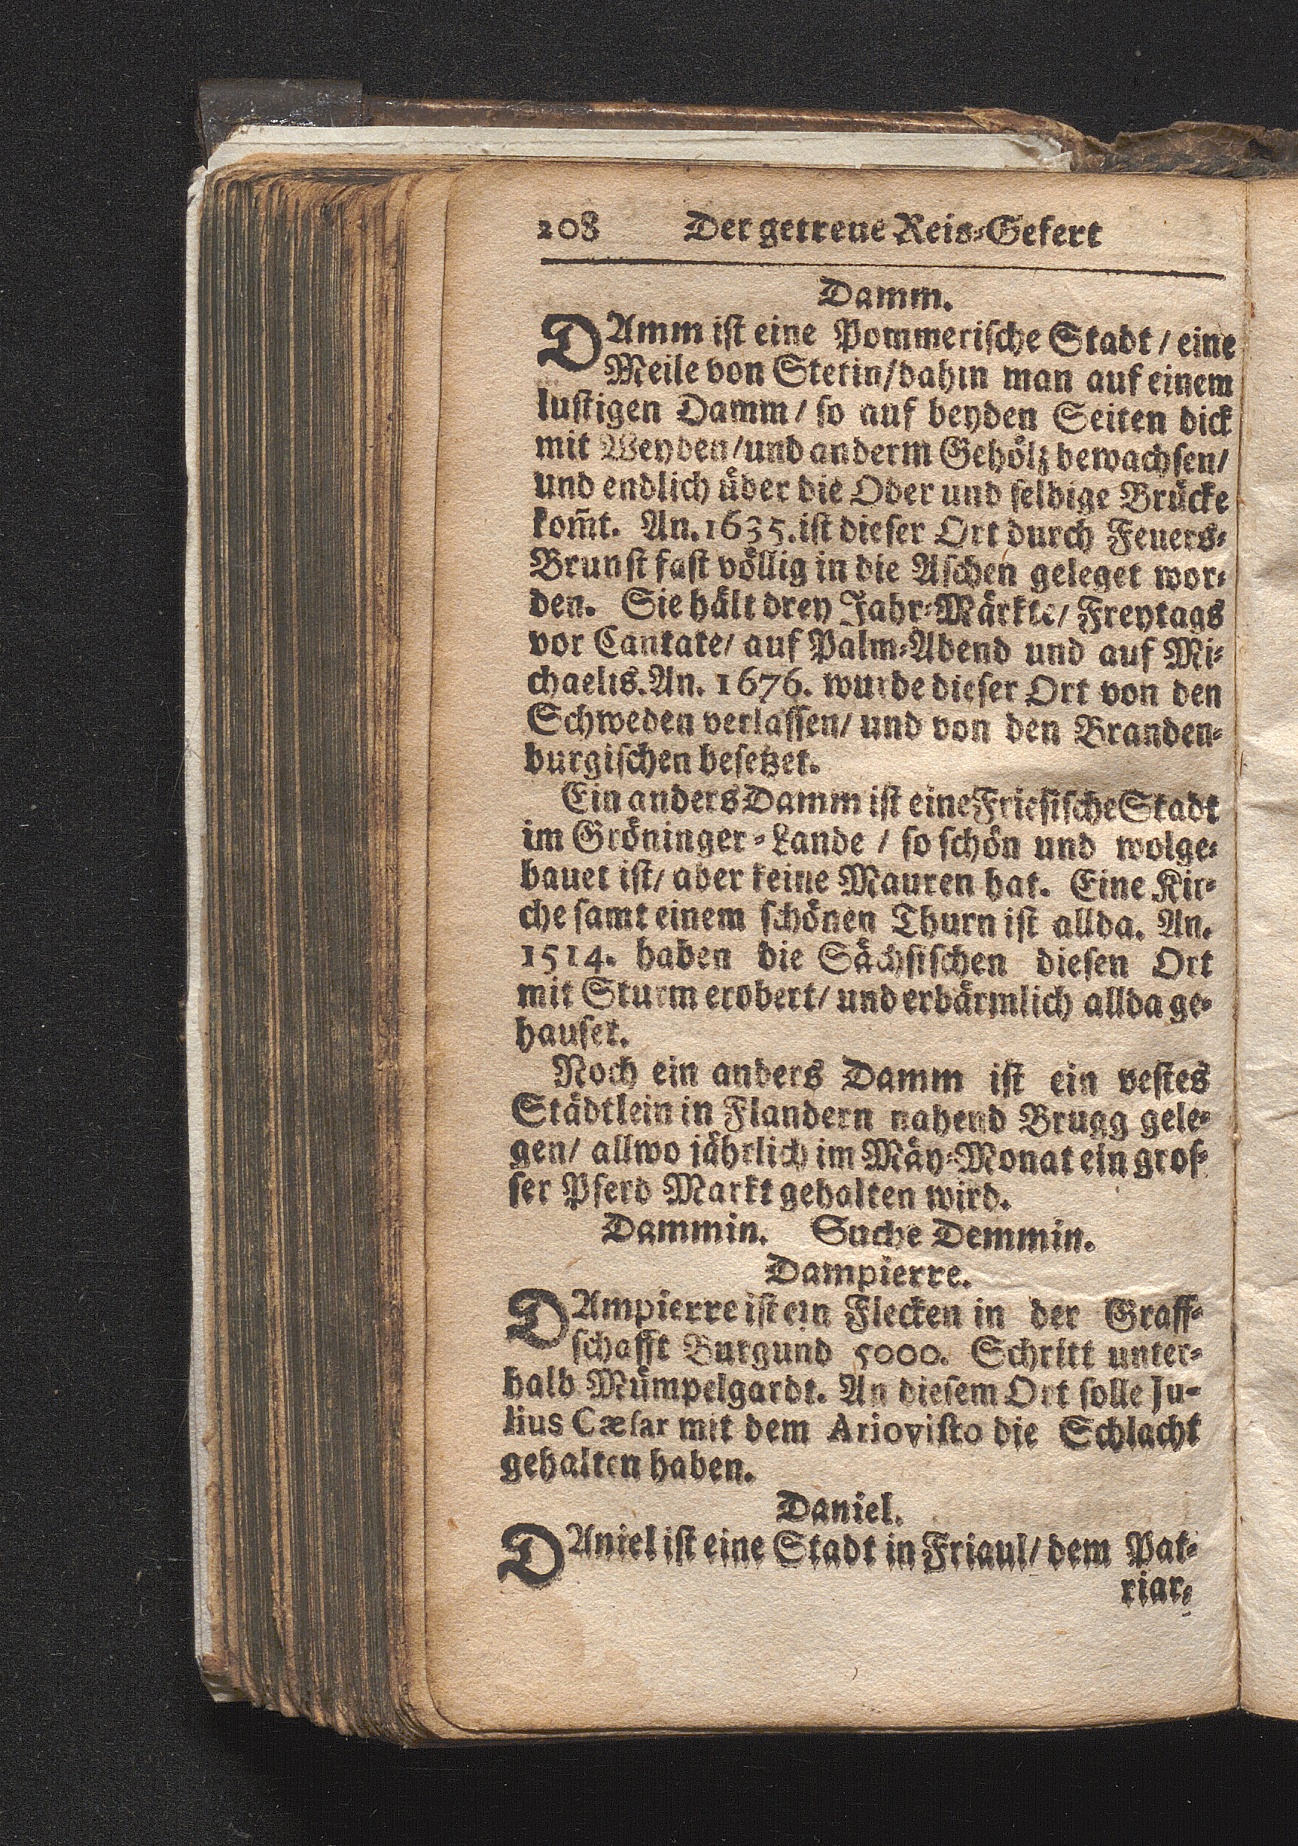 208 Der getreue Reis-Gefert
Damm.
DAmm ist eine Pommerische Stadt / eine
Meile von Stetin/dahin man auf einem
lustigen Damm / so auf beyden Seiten dick
mit Weyden/und anderm Gehöltz bewachsen/
und endlich über die Oder und selbige Brücke
kom̃t. An. 1635. ist dieser Ort durch Feuers-
Brunst fast völlig in die Aschen geleget wor-
den. Sie hält drey Jahr-Märkte/ Freytags
vor Cantate/ auf Palm-Abend und auf Mi-
chaelis. An. 1676. wurde dieser Ort von den
Schweden verlassen/ und von den Branden-
burgischen besetzet.
Ein anders Damm ist eine Friesische Stadt
im Gröninger-Lande / so schön und wolge-
bauet ist/ aber keine Mauren hat. Eine Kir-
che samt einem schönen Thurn ist allda. An.
1514. haben die Sächsischen diesen Ort
mit Sturm erobert/ und erbärmlich allda ge-
hauset.
Noch ein anders Damm ist ein vestes
Städtlein in Flandern nahend Brugg gele-
gen/ allwo jährlich im Mäy-Monat ein gros-
ser Pferd Markt gehalten wird.
Dammin. Suche Demmin.
Dampierre.
DAmpierre ist ein Flecken in der Graff-
schafft Burgund 5000. Schritt unter-
halb Mümpelgardt. An diesem Ort solle Ju-
lius Cæsar mit dem Ariovisto die Schlacht
gehalten haben.
Daniel.
DAniel ist eine Stadt in Friaul/ dem Pat-
riar-